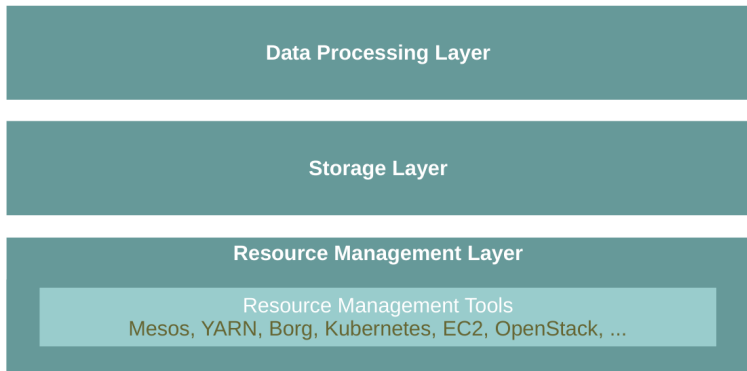 Data Processing Layer
Storage Layer
Resource Management Layer
Resource Management Tools
Mesos, YARN, Borg, Kubernetes, EC2, OpenStack, ...